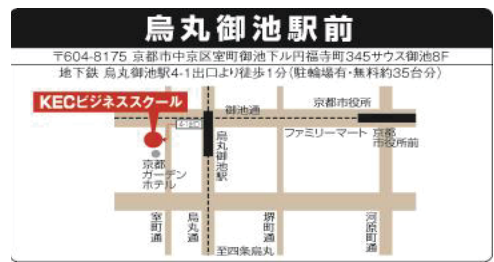 烏丸御池駅前
〒604-8175 京都市中京区室町御池下ル円福寺町345サウス御池8F
地下鉄 烏丸御池駅4-1出口より徒歩1分(駐輪場有・無料約35台分)
KECビジネススクール
御池通
京都市役所
4-1出口
ファミリーマート
京都市役所前
烏丸御池駅
京都ガーデンホテル
室町通
烏丸通
堺町通
河原町通
至四条烏丸